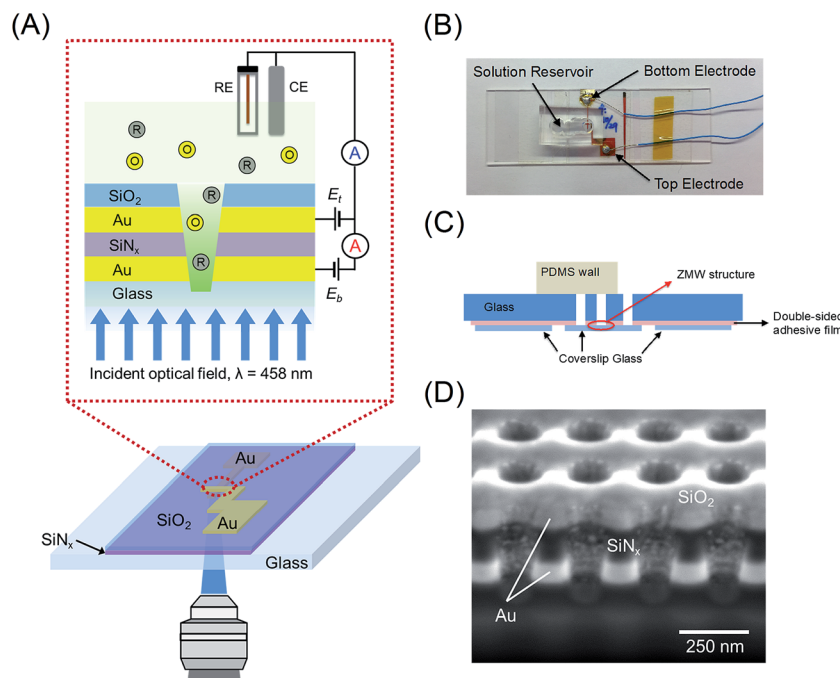 (A)
RE
CE
R
O
O
R
O
R
A
SiO2
Et
Au
O
SiNx
A
R
Au
Eb
Glass
Incident optical field, λ = 458 nm
Au
SiO2
Au
SiNx
Glass
(B)
Solution Reservoir
Bottom Electrode
Top Electrode
(C)
PDMS wall
ZMW structure
Glass
Double-sided
adhesive film
Coverslip Glass
(D)
SiO2
SiNx
Au
250 nm